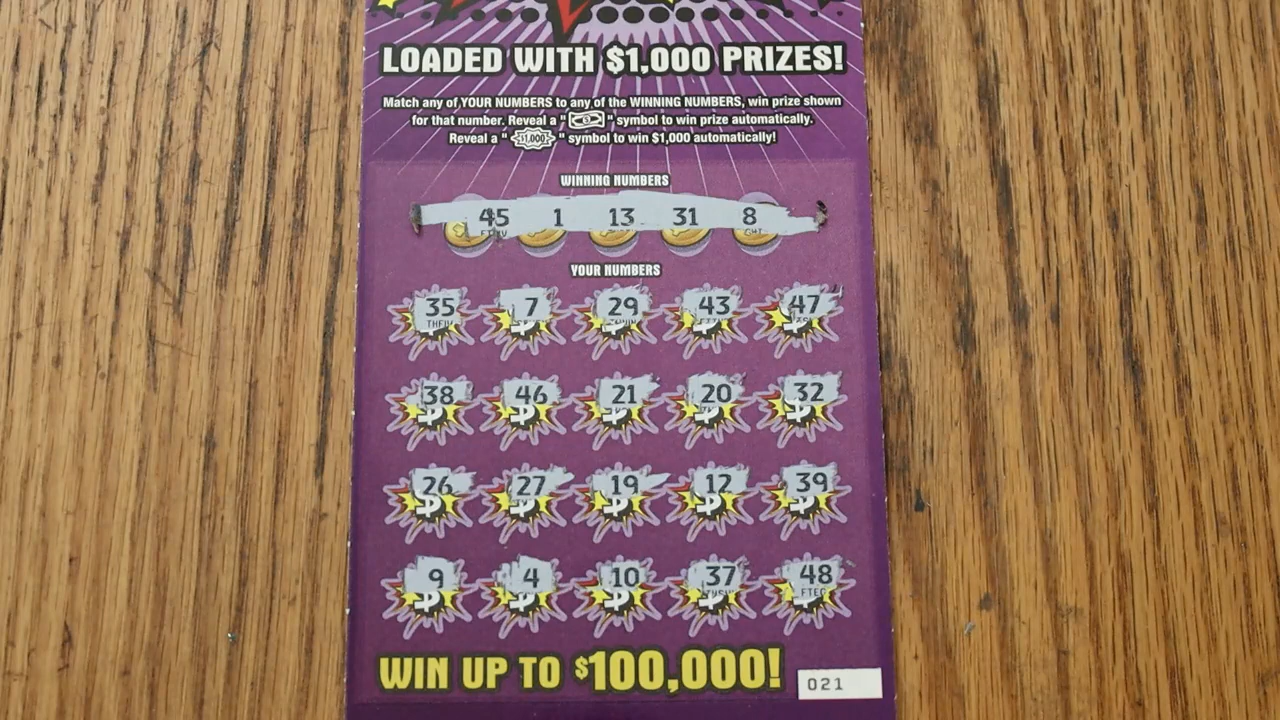 LOADED WITH $1,000 PRIZES!
Match any of YOUR NUMBERS to any of the WINNING NUMBERS, win prize shown
for that number. Reveal a " " symbol to win prize automatically.
Reveal a " $1,000 " symbol to win $1,000 automatically!
WINNING NUMBERS
45 1 13 31 8
YOUR NUMBERS
35 7 29 43 47
38 46 21 20 32
26 27 19 12 39
9 4 10 37 48
WIN UP TO $100,000!
021